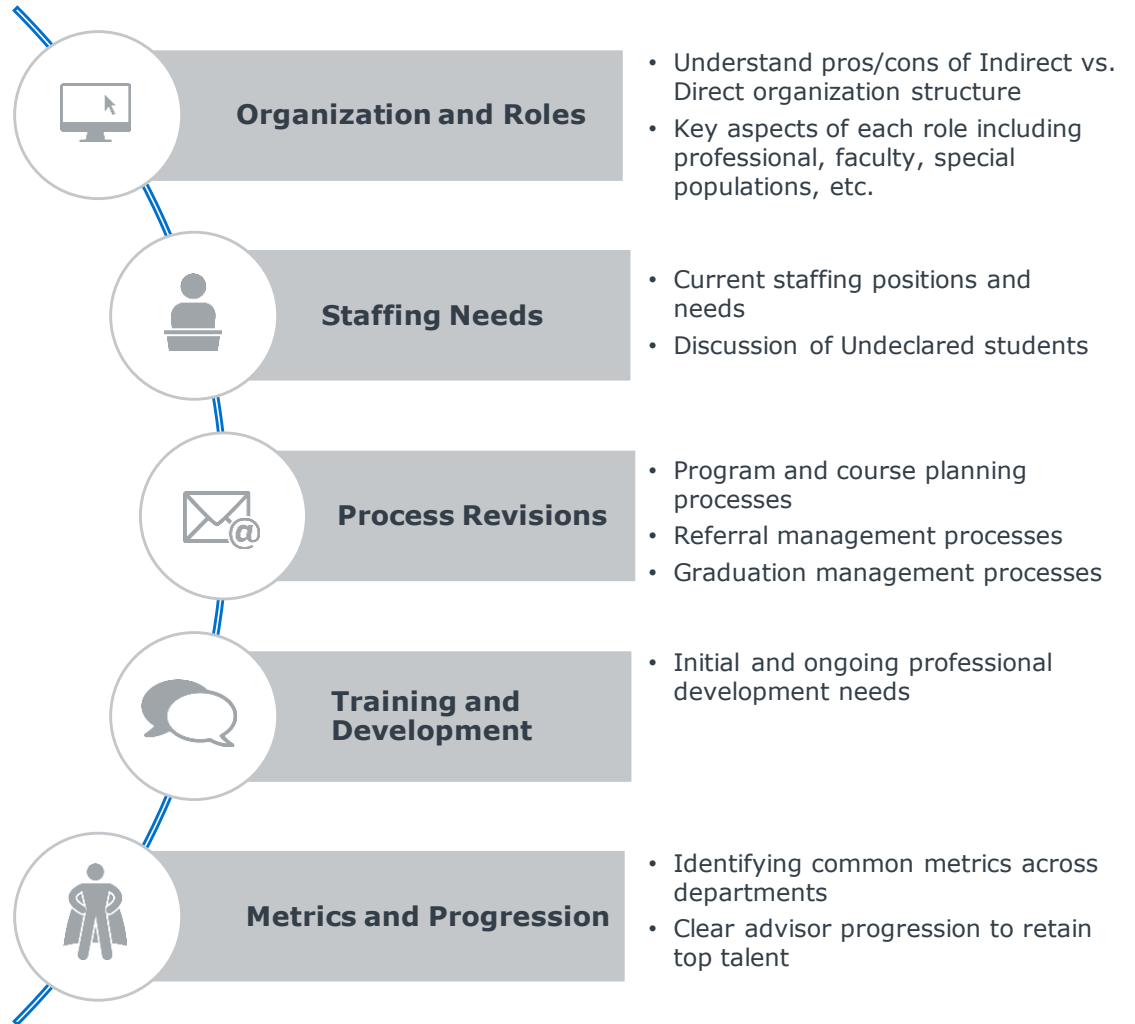 Organization and Roles
• Understand pros/cons of Indirect vs.
Direct organization structure
• Key aspects of each role including
professional, faculty, special
populations, etc.
Staffing Needs
• Current staffing positions and
needs
• Discussion of Undeclared students
@
Process Revisions
• Program and course planning
processes
• Referral management processes
• Graduation management processes
Training and
Development
• Initial and ongoing professional
development needs
Metrics and Progression
• Identifying common metrics across
departments
• Clear advisor progression to retain
top talent